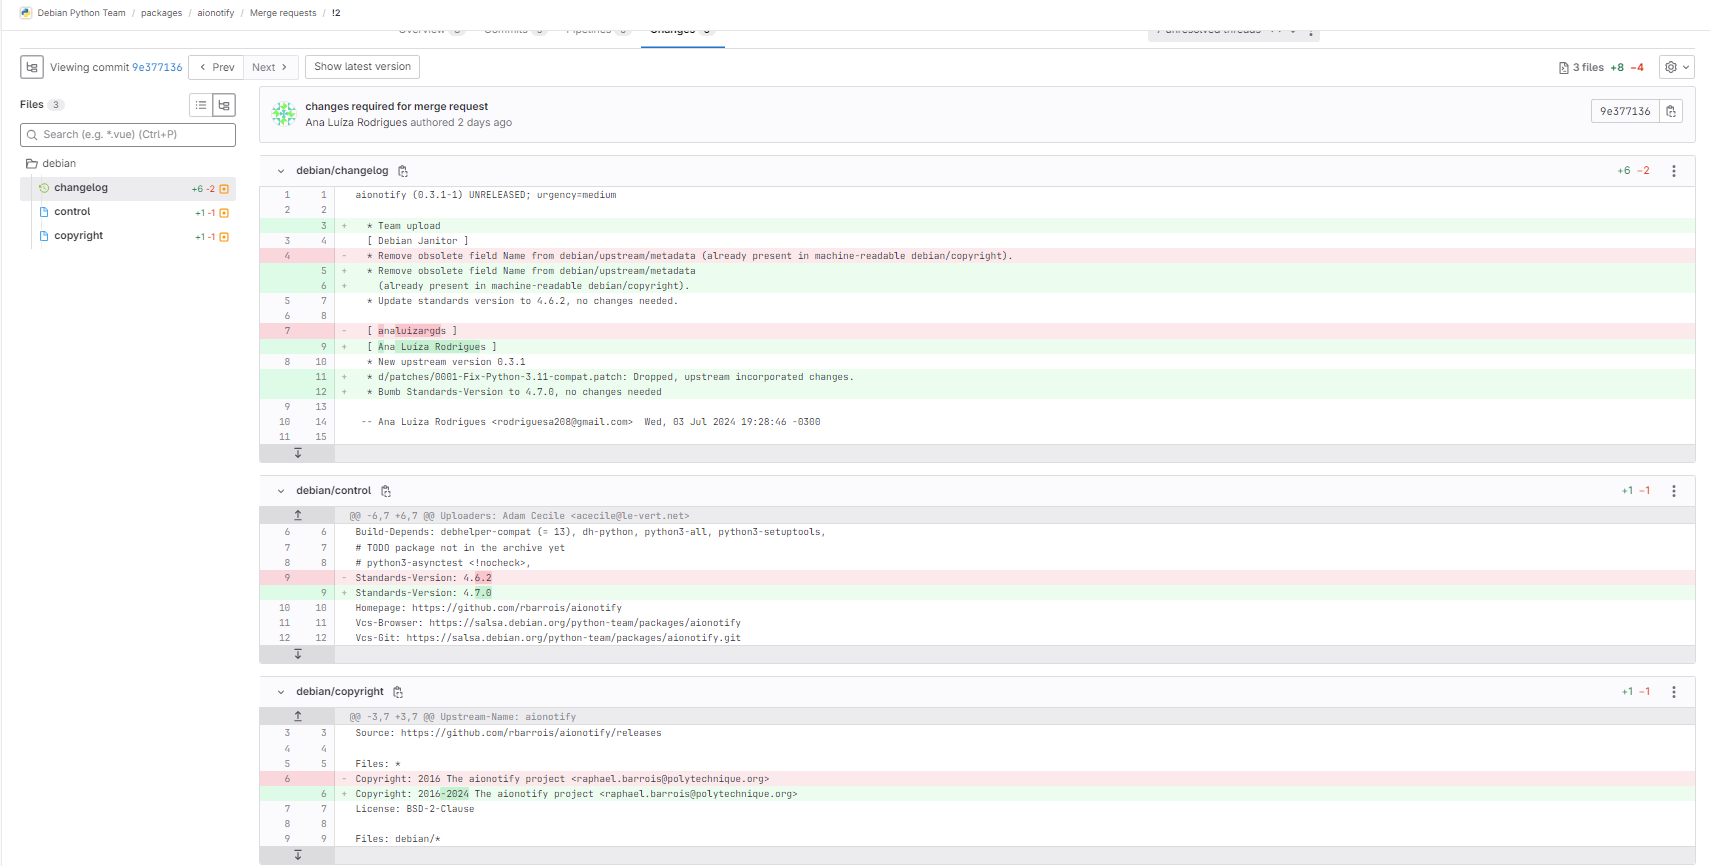 Debian Python Team / packages / aionotify / Merge requests / !2
Overview Commits Pipelines Changes 7 unresolved threads
Viewing commit 9e377136 Prev Next Show latest version 3 files +8 −4
Files 3
Search (e.g. *.vue) (Ctrl+P)
debian
changelog +6 -2
control +1 -1
copyright +1 -1
changes required for merge request
Ana Luíza Rodrigues authored 2 days ago
9e377136
debian/changelog +6 −2
1 1 aionotify (0.3.1-1) UNRELEASED; urgency=medium
2 2
3 + * Team upload
3 4 [ Debian Janitor ]
4 - * Remove obsolete field Name from debian/upstream/metadata (already present in machine-readable debian/copyright).
5 + * Remove obsolete field Name from debian/upstream/metadata
6 + (already present in machine-readable debian/copyright).
5 7 * Update standards version to 4.6.2, no changes needed.
6 8
7 - [ analuizargds ]
9 + [ Ana Luiza Rodrigues ]
8 10 * New upstream version 0.3.1
11 + * d/patches/0001-Fix-Python-3.11-compat.patch: Dropped, upstream incorporated changes.
12 + * Bumb Standards-Version to 4.7.0, no changes needed
9 13
10 14 -- Ana Luiza Rodrigues <rodriguesa208@gmail.com> Wed, 03 Jul 2024 19:28:46 -0300
11 15
debian/control +1 −1
@@ -6,7 +6,7 @@ Uploaders: Adam Cecile <acecile@le-vert.net>
6 6 Build-Depends: debhelper-compat (= 13), dh-python, python3-all, python3-setuptools,
7 7 # TODO package not in the archive yet
8 8 # python3-asynctest <!nocheck>,
9 - Standards-Version: 4.6.2
9 + Standards-Version: 4.7.0
10 10 Homepage: https://github.com/rbarrois/aionotify
11 11 Vcs-Browser: https://salsa.debian.org/python-team/packages/aionotify
12 12 Vcs-Git: https://salsa.debian.org/python-team/packages/aionotify.git
debian/copyright +1 −1
@@ -3,7 +3,7 @@ Upstream-Name: aionotify
3 3 Source: https://github.com/rbarrois/aionotify/releases
4 4
5 5 Files: *
6 - Copyright: 2016 The aionotify project <raphael.barrois@polytechnique.org>
6 + Copyright: 2016-2024 The aionotify project <raphael.barrois@polytechnique.org>
7 7 License: BSD-2-Clause
8 8
9 9 Files: debian/*